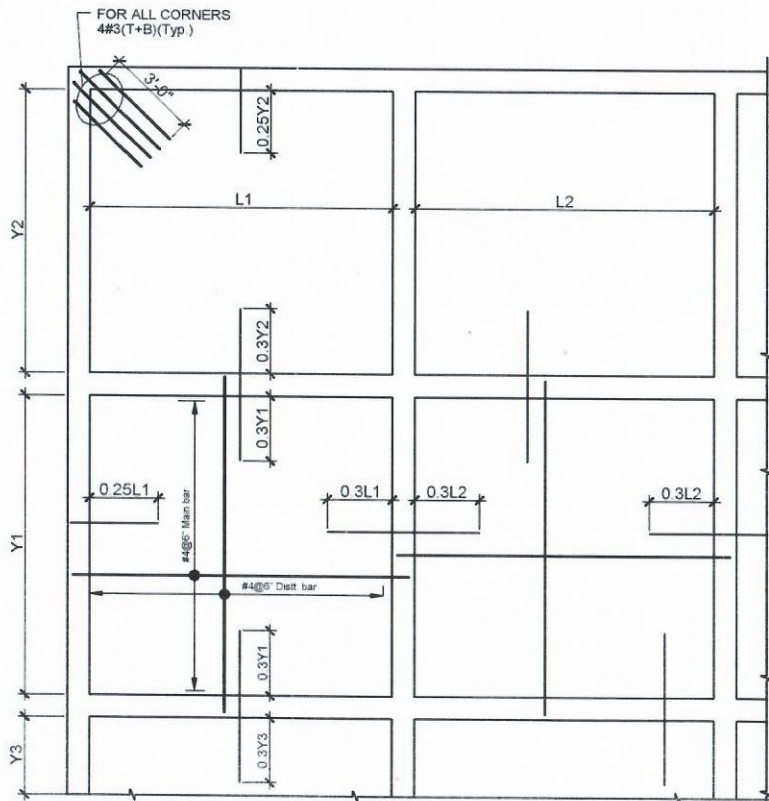 FOR ALL CORNERS
4#3(T+B)(Typ.)
3'-0"
0.25Y2
L1
L2
Y2
0.3Y2
0.3Y1
0.25L1
0.3L1
0.3L2
0.3L2
#4@6" Main bar
Y1
#4@6" Distt. bar
0.3Y1
0.3Y3
Y3